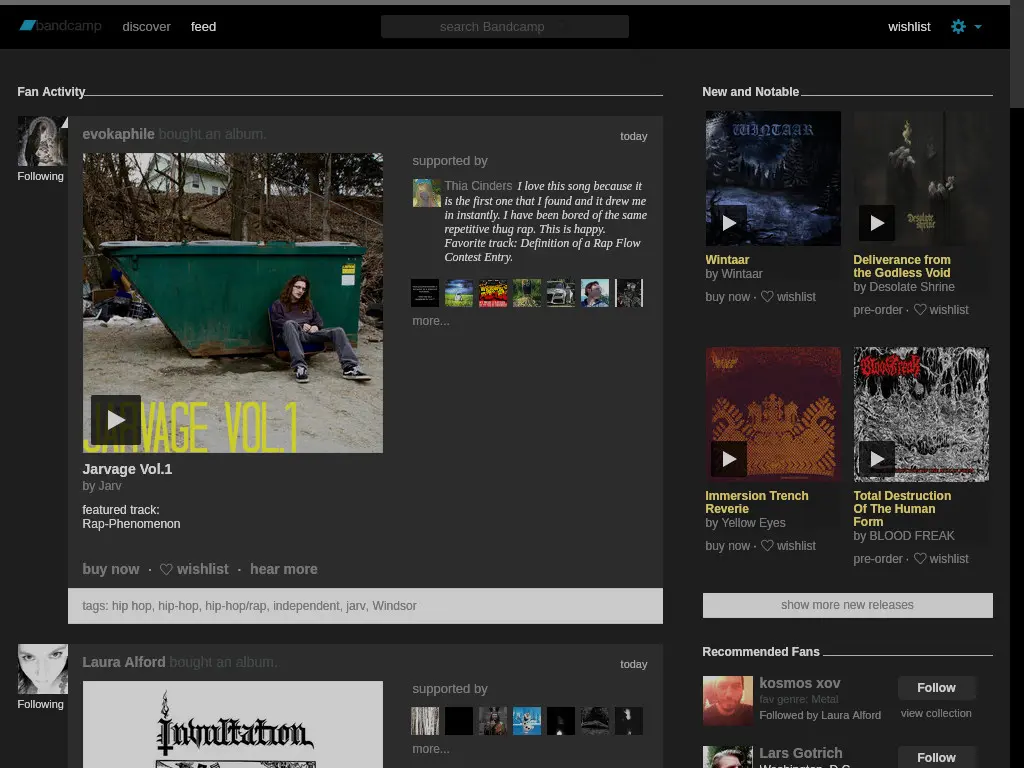 bandcamp
discover
feed
search Bandcamp
wishlist
Fan Activity
Following
evokaphile bought an album.
today
JARVAGE VOL.1
Jarvage Vol.1
by Jarv
featured track:
Rap-Phenomenon
buy now · wishlist · hear more
tags: hip hop, hip-hop, hip-hop/rap, independent, jarv, Windsor
supported by
Thia Cinders I love this song because it
is the first one that I found and it drew me
in instantly. I have been bored of the same
repetitive thug rap. This is happy.
Favorite track: Definition of a Rap Flow
Contest Entry.
more...
Following
Laura Alford bought an album.
today
supported by
more...
New and Notable
WINTAAR
Wintaar
by Wintaar
buy now · wishlist
Desolate
Shrine
Deliverance from
the Godless Void
by Desolate Shrine
pre-order · wishlist
Immersion Trench
Reverie
by Yellow Eyes
buy now · wishlist
BloodFreak
Total Destruction
Of The Human
Form
by BLOOD FREAK
pre-order · wishlist
show more new releases
Recommended Fans
kosmos xov
fav genre: Metal
Followed by Laura Alford
Follow
view collection
Lars Gotrich
Washington, D.C.
Follow